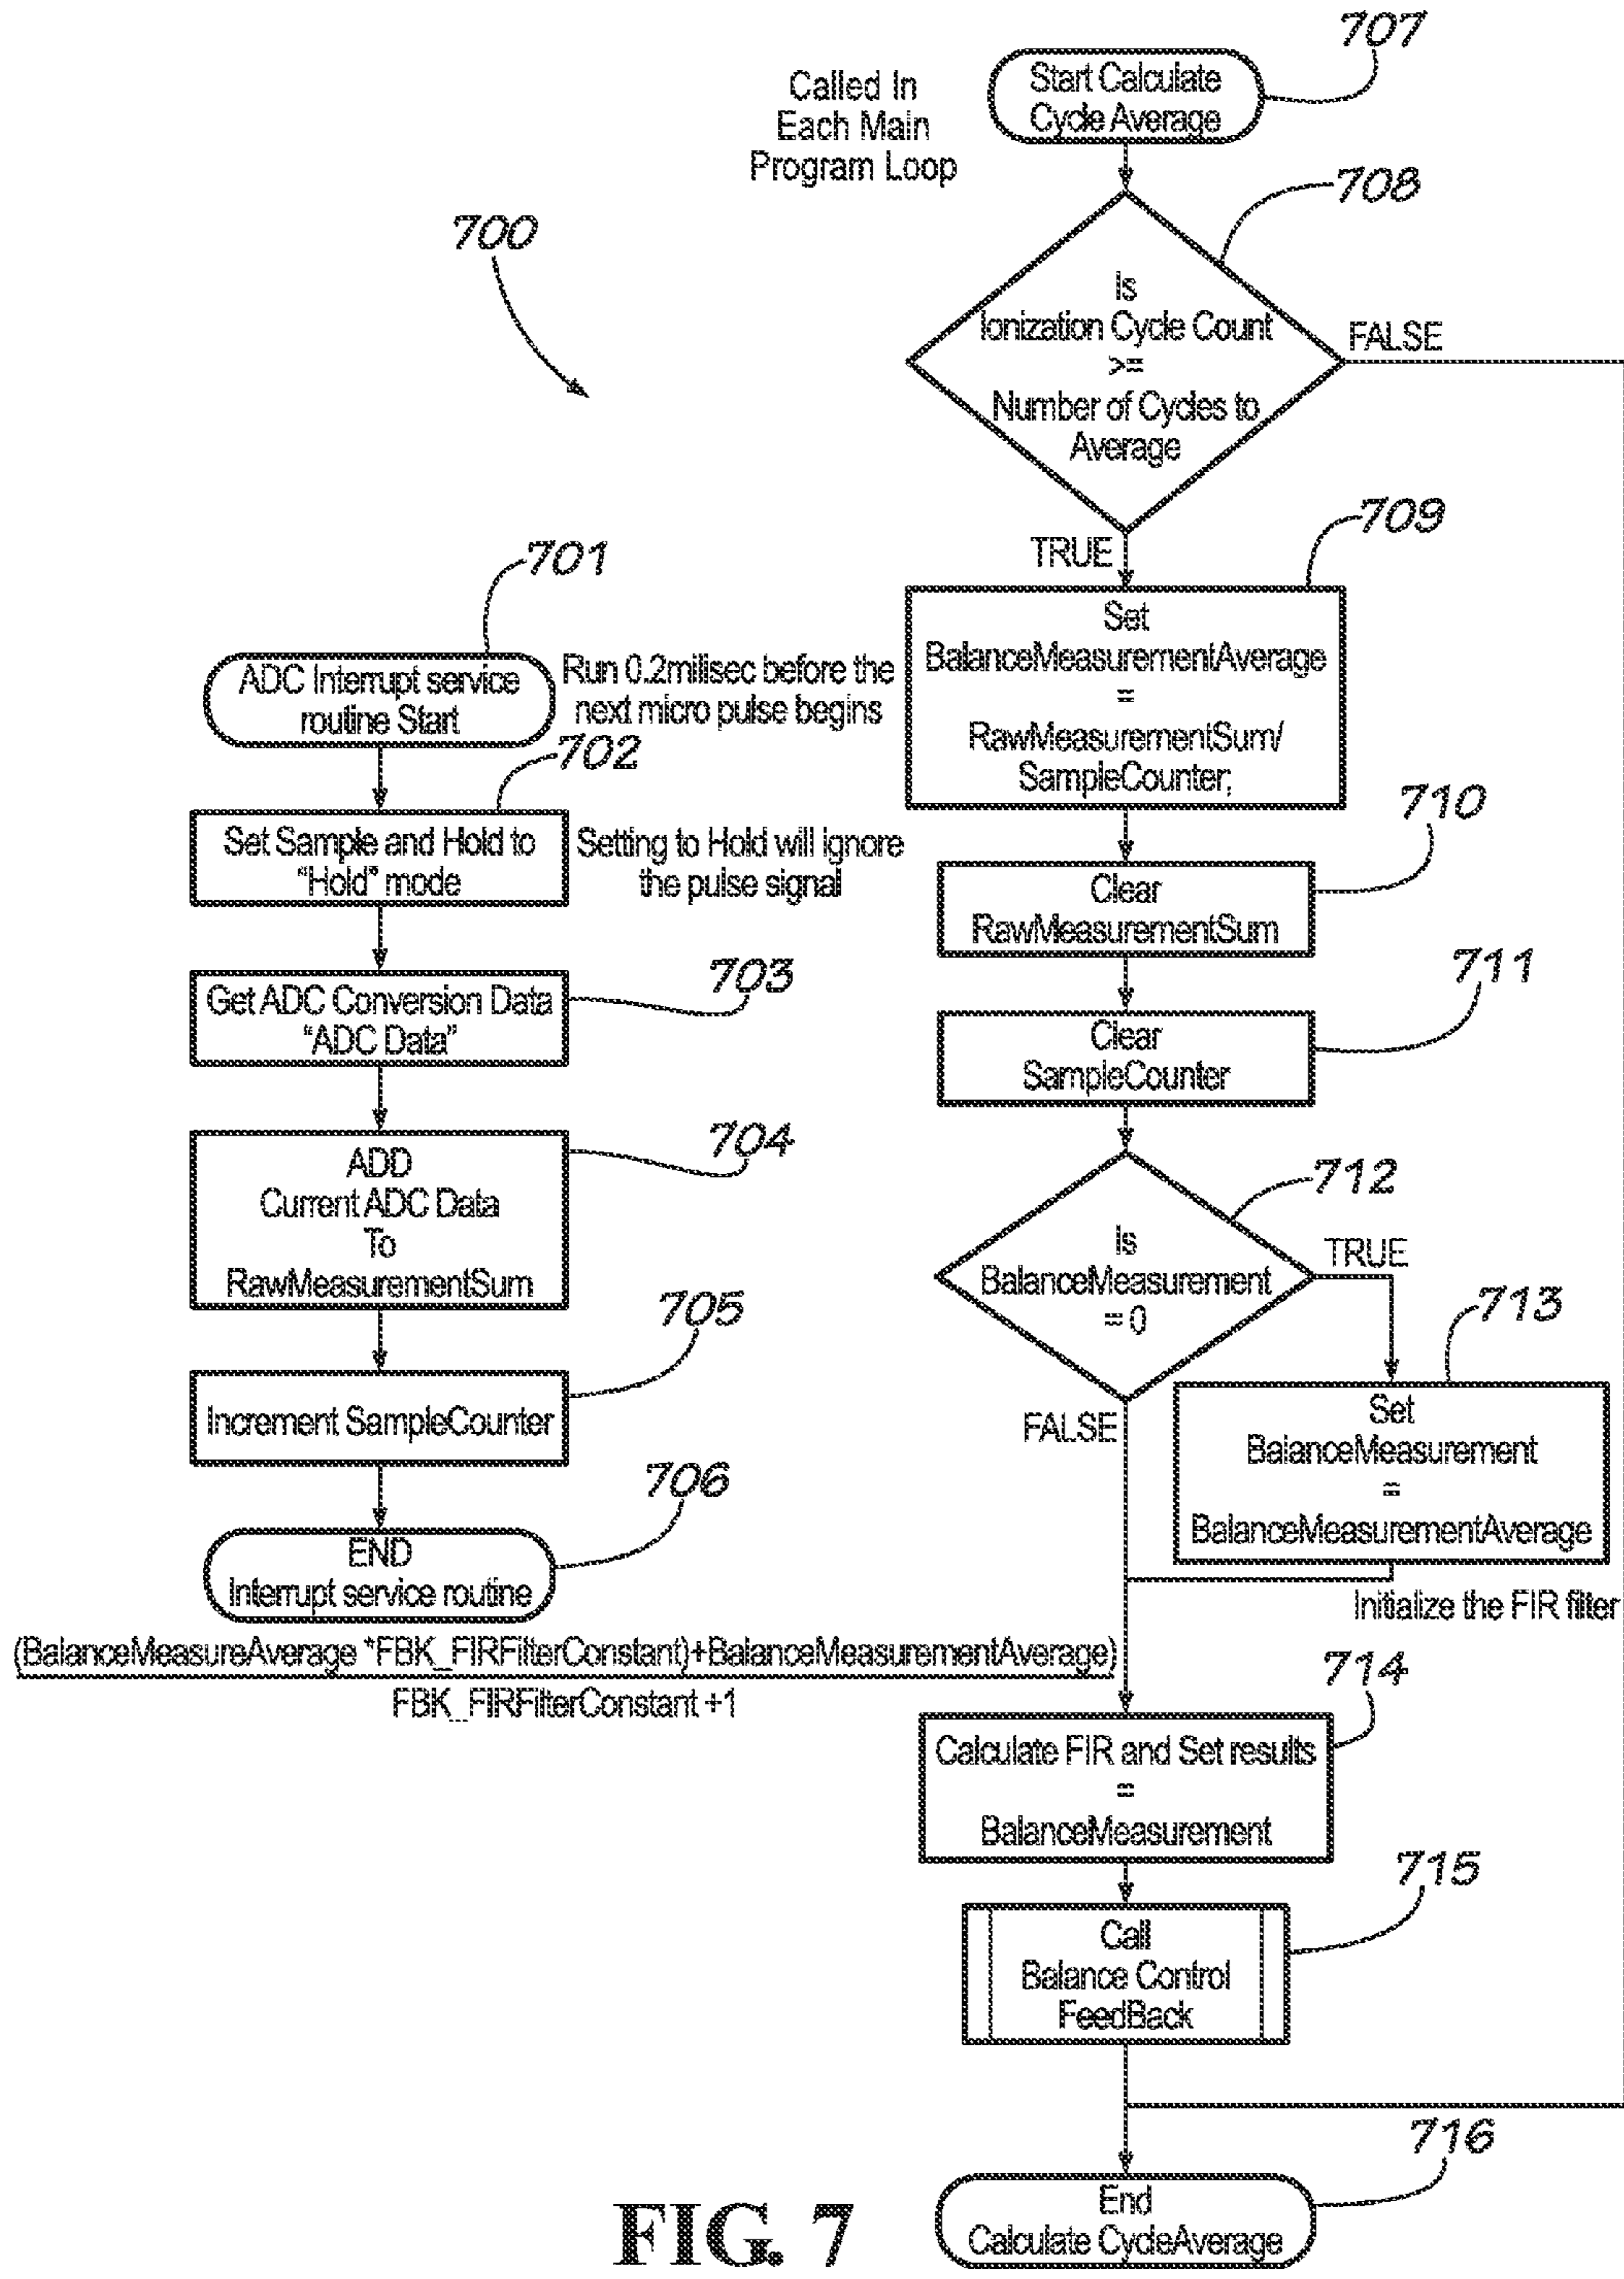 707
Start Calculate
Cycle Average
Called In
Each Main
Program Loop
708
700
Is
Ionization Cycle Count
>=
Number of Cycles to
Average
FALSE
TRUE
709
Set
BalanceMeasurementAverage
=
RawMeasurementSum/
SampleCounter;
701
ADC Interrupt service
routine Start
Run 0.2milisec before the
next micro pulse begins
702
Set Sample and Hold to
"Hold" mode
Setting to Hold will ignore
the pulse signal
710
Clear
RawMeasurementSum
703
Get ADC Conversion Data
"ADC Data"
711
Clear
SampleCounter
704
ADD
Current ADC Data
To
RawMeasurementSum
712
Is
BalanceMeasurement
= 0
TRUE
FALSE
705
Increment SampleCounter
713
Set
BalanceMeasurement
=
BalanceMeasurementAverage
706
END
Interrupt service routine
Initialize the FIR filter
(BalanceMeasureAverage *FBK_FIRFilterConstant)+BalanceMeasurementAverage)
FBK_FIRFilterConstant +1
714
Calculate FIR and Set results
=
BalanceMeasurement
715
Call
Balance Control
FeedBack
716
End
Calculate CycleAverage
FIG. 7